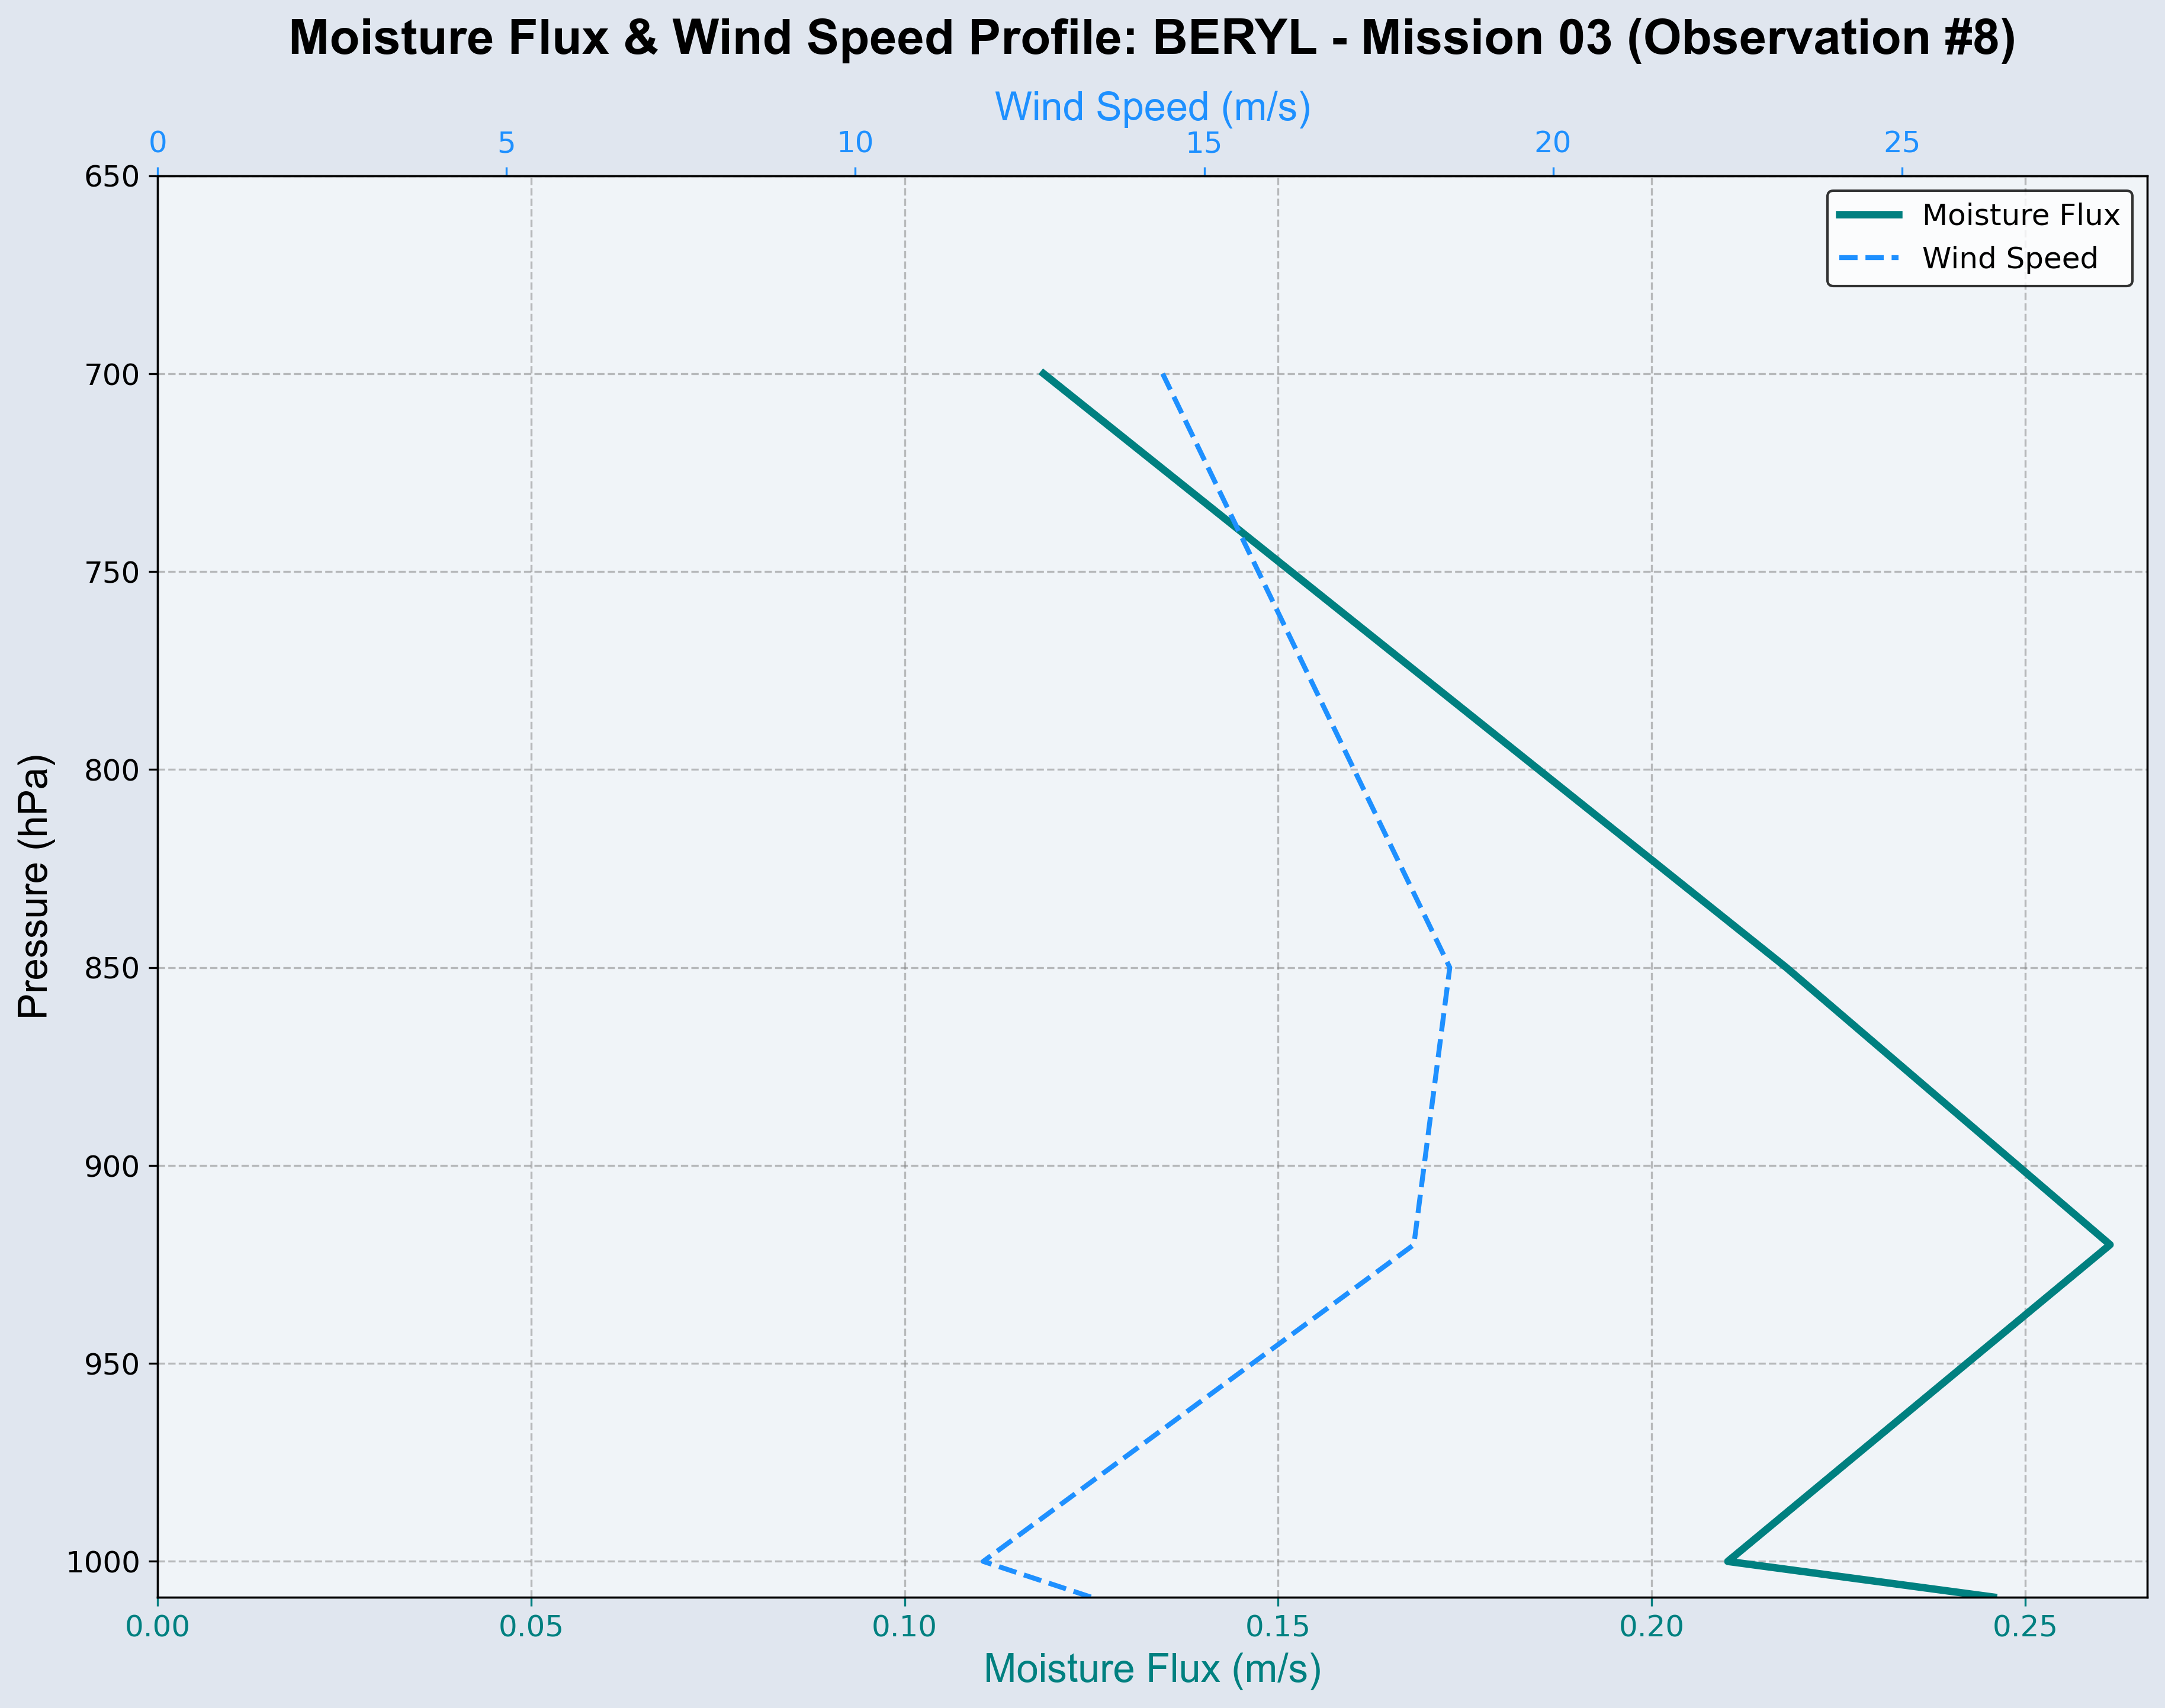 Moisture Flux & Wind Speed Profile: BERYL - Mission 03 (Observation #8)
Wind Speed (m/s)
0 5 10 15 20 25
Moisture Flux
Wind Speed
650
700
750
800
850
900
950
1000
Pressure (hPa)
0.00 0.05 0.10 0.15 0.20 0.25
Moisture Flux (m/s)